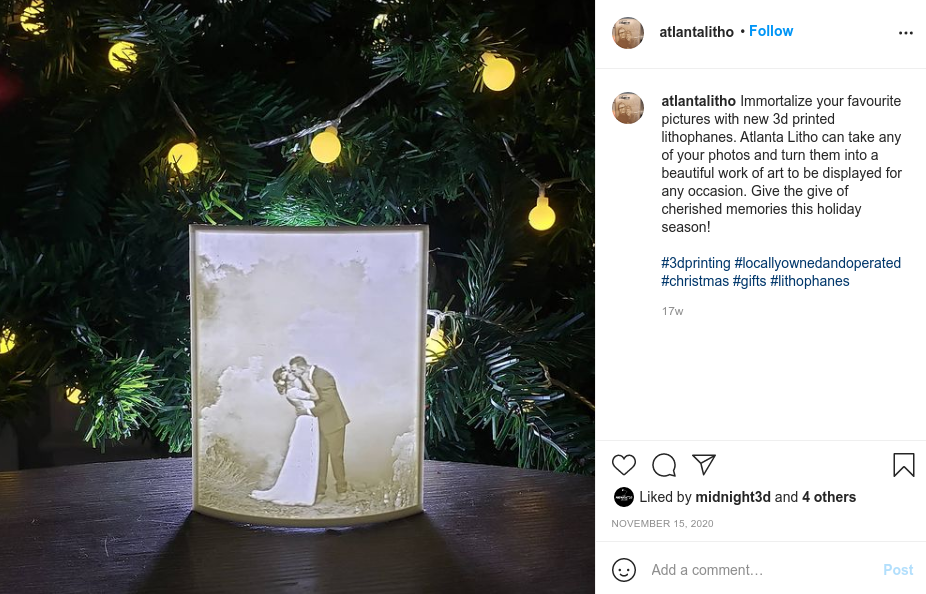 atlantalitho • Follow
atlantalitho Immortalize your favourite
pictures with new 3d printed
lithophanes. Atlanta Litho can take any
of your photos and turn them into a
beautiful work of art to be displayed for
any occasion. Give the give of
cherished memories this holiday
season!
#3dprinting #locallyownedandoperated
#christmas #gifts #lithophanes
17w
Liked by midnight3d and 4 others
NOVEMBER 15, 2020
Add a comment…
Post